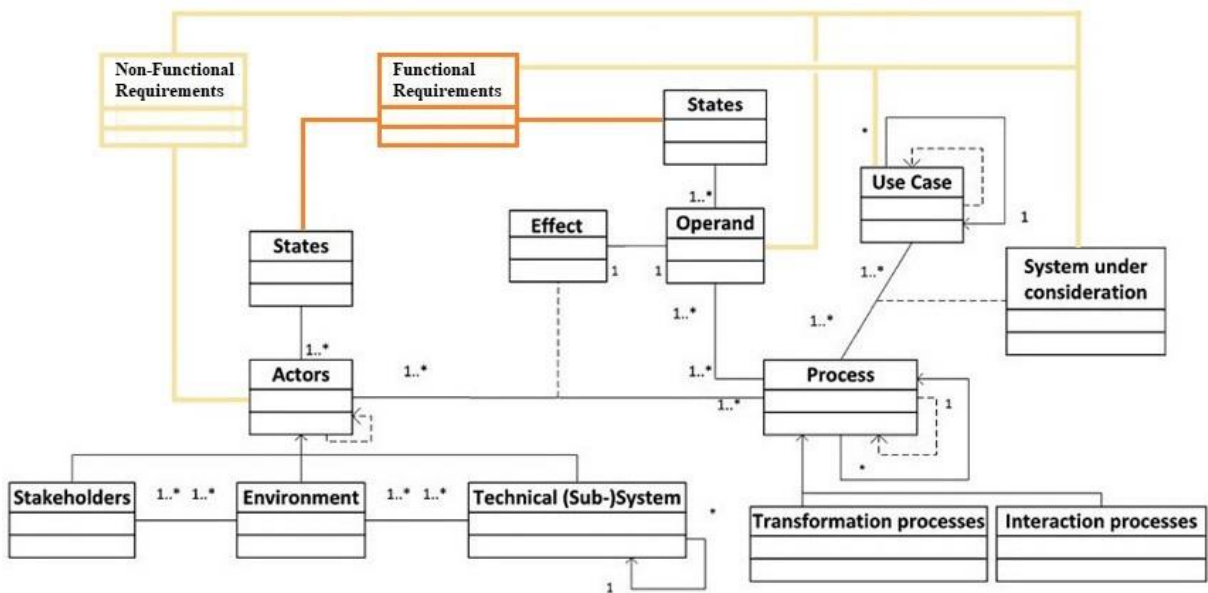 Non-Functional
Requirements
Functional
Requirements
States
*
Use Case
1
1..*
Effect
Operand
1
1
States
System under
consideration
1..*
1..*
1..*
1..*
Actors
1..*
1..*
Process
1..*
1
*
Stakeholders
1..* 1..*
Environment
1..* 1..*
Technical (Sub-)System
*
1
Transformation processes
Interaction processes